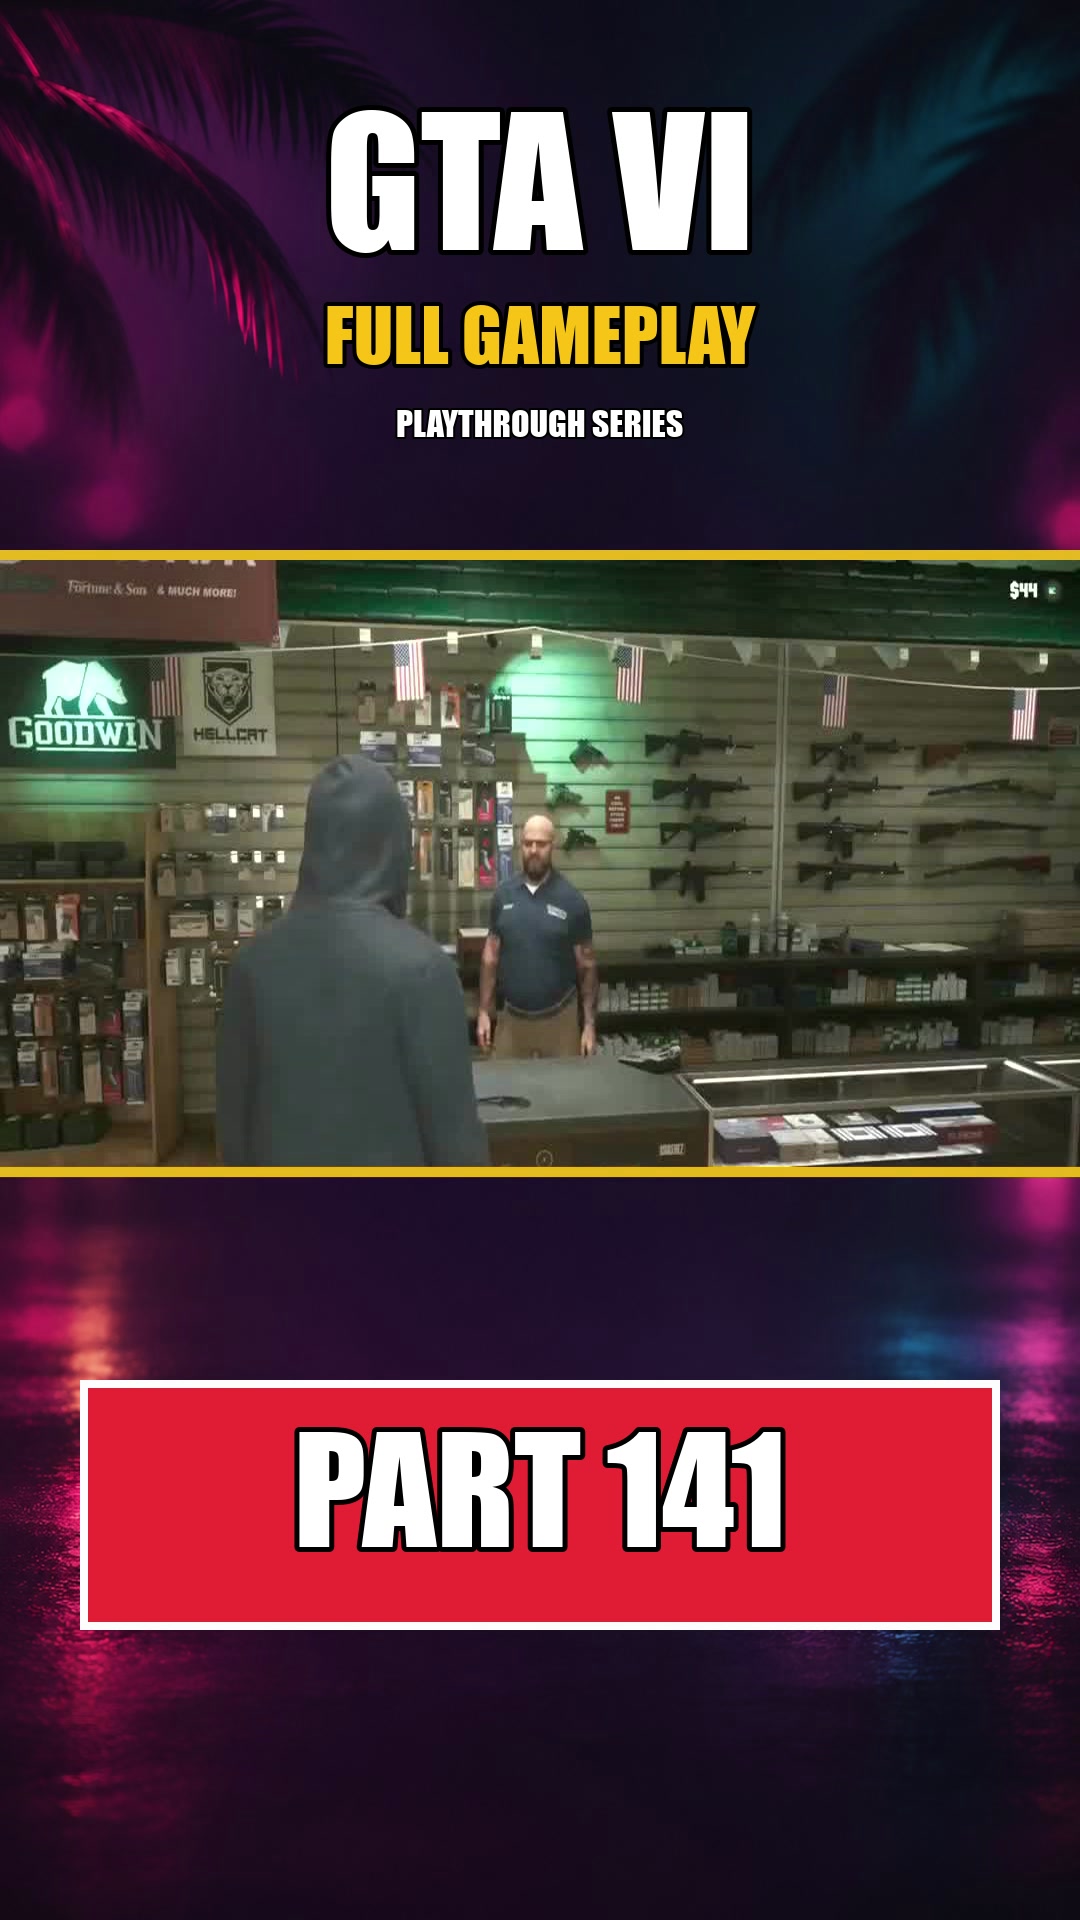 GTA VI
FULL GAMEPLAY
PLAYTHROUGH SERIES
Fortune & Son & MUCH MORE!
$44
GOODWIN
HELLCAT
PART 141